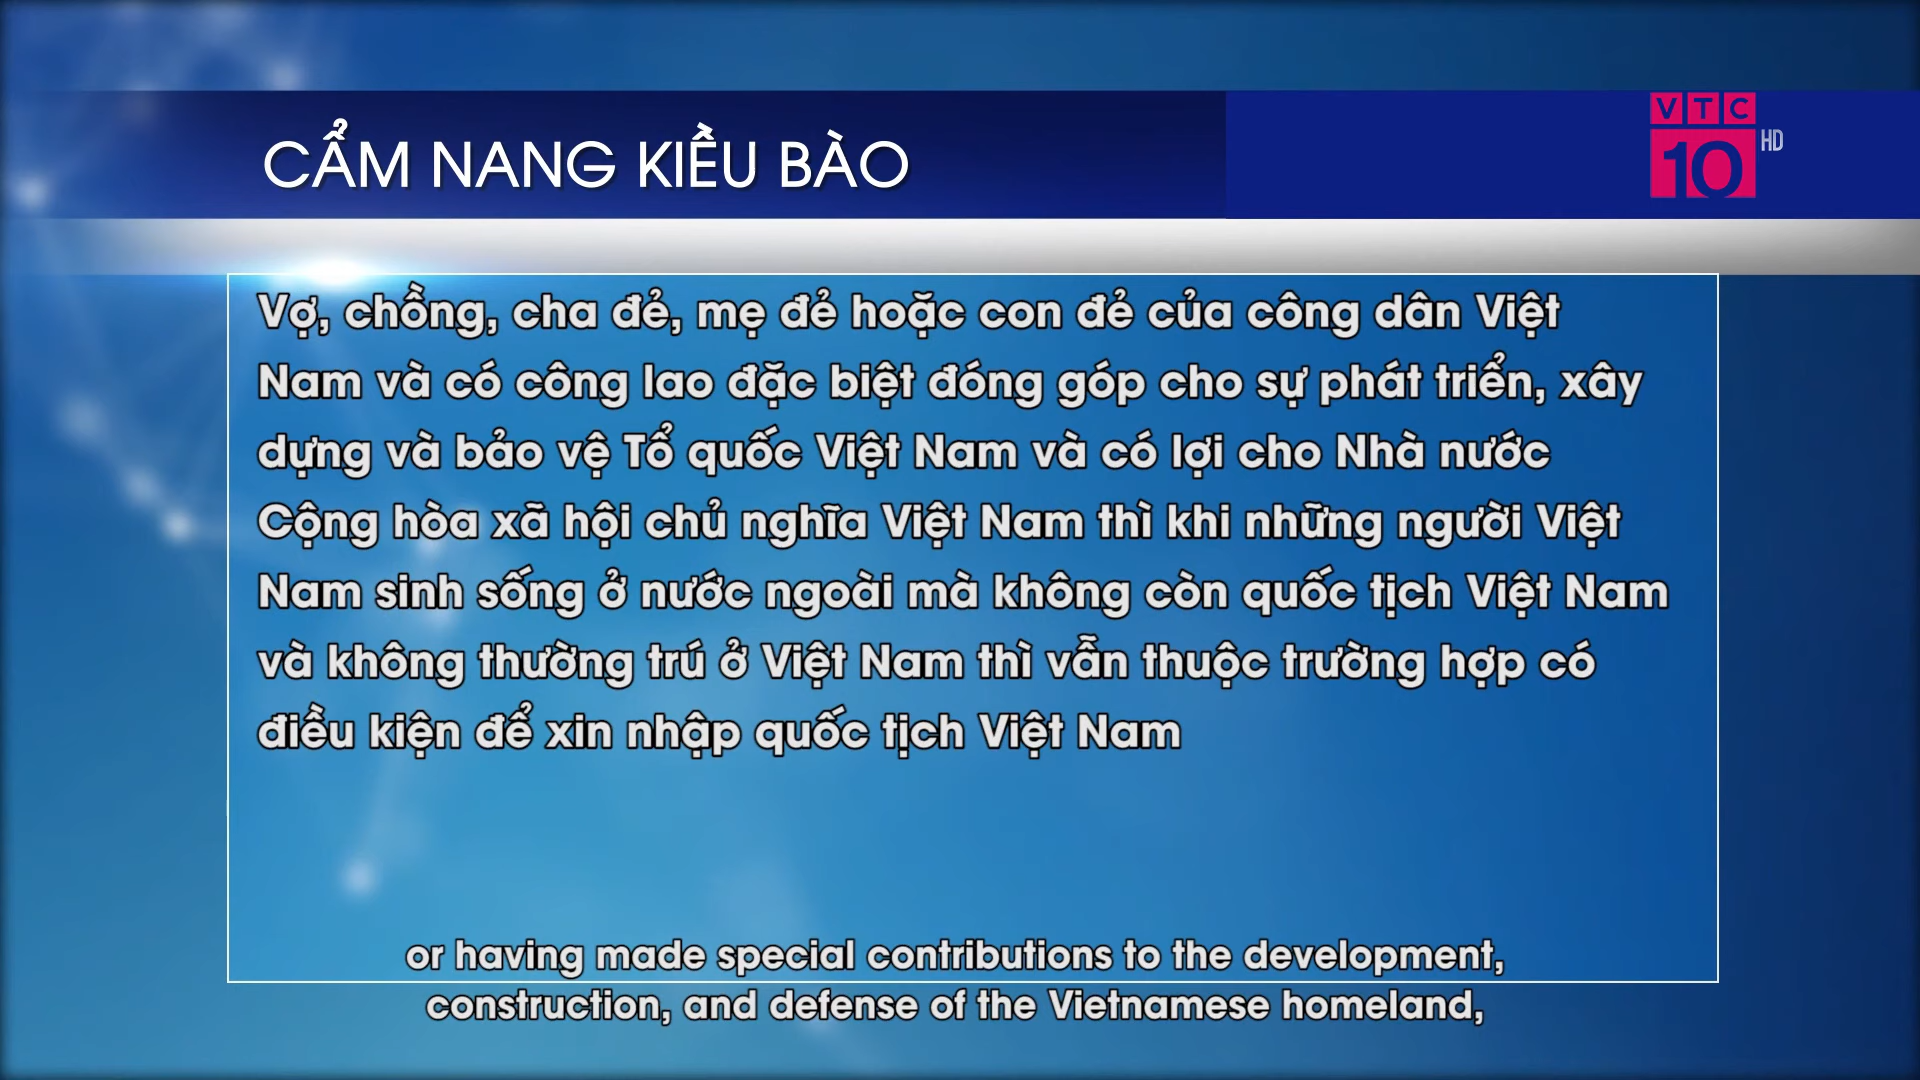 CẨM NANG KIỀU BÀO
VTC
10 HD
Vợ, chồng, cha đẻ, mẹ đẻ hoặc con đẻ của công dân Việt
Nam và có công lao đặc biệt đóng góp cho sự phát triển, xây
dựng và bảo vệ Tổ quốc Việt Nam và có lợi cho Nhà nước
Cộng hòa xã hội chủ nghĩa Việt Nam thì khi những người Việt
Nam sinh sống ở nước ngoài mà không còn quốc tịch Việt Nam
và không thường trú ở Việt Nam thì vẫn thuộc trường hợp có
điều kiện để xin nhập quốc tịch Việt Nam
or having made special contributions to the development,
construction, and defense of the Vietnamese homeland,